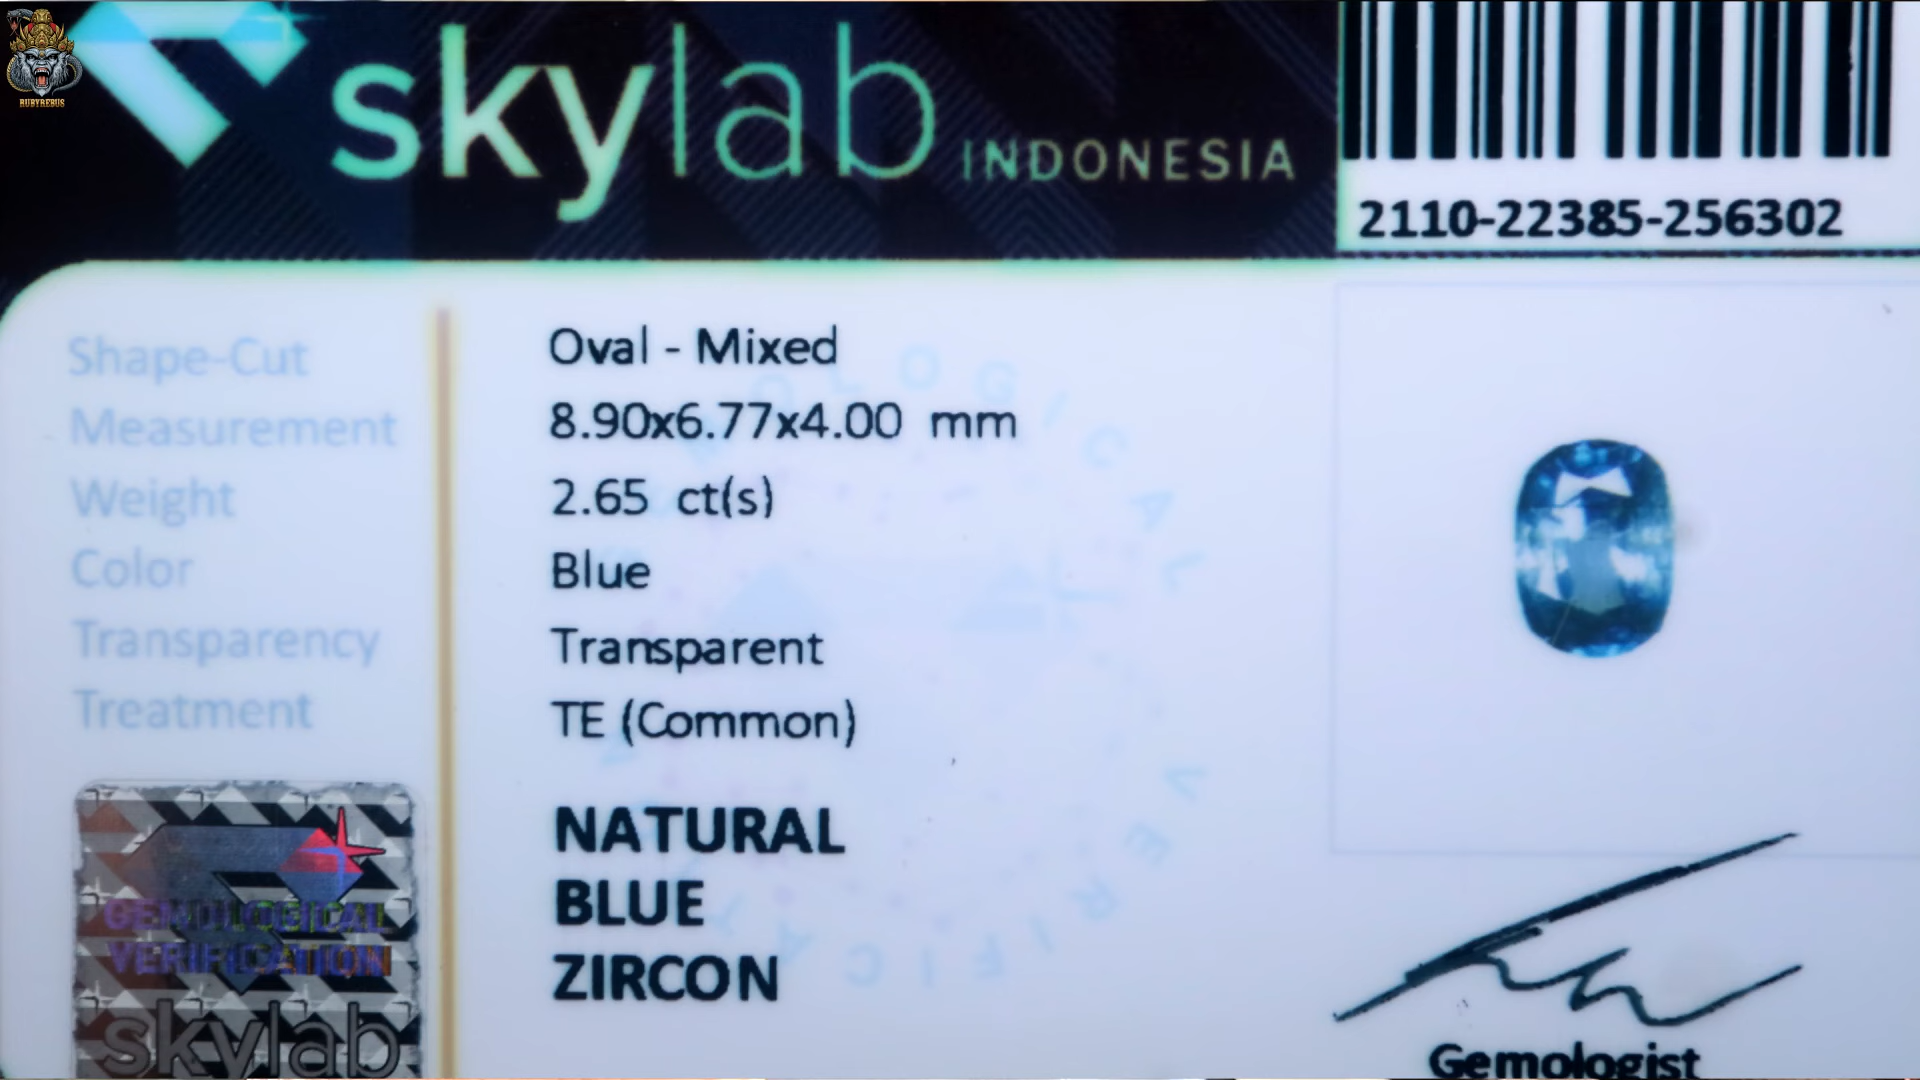 RUBYREBUS
skylab INDONESIA
2110-22385-256302
Shape-Cut Oval - Mixed
Measurement 8.90x6.77x4.00 mm
Weight 2.65 ct(s)
Color Blue
Transparency Transparent
Treatment TE (Common)
NATURAL
BLUE
ZIRCON
GEMOLOGICAL
VERIFICATION
skylab
Gemologist